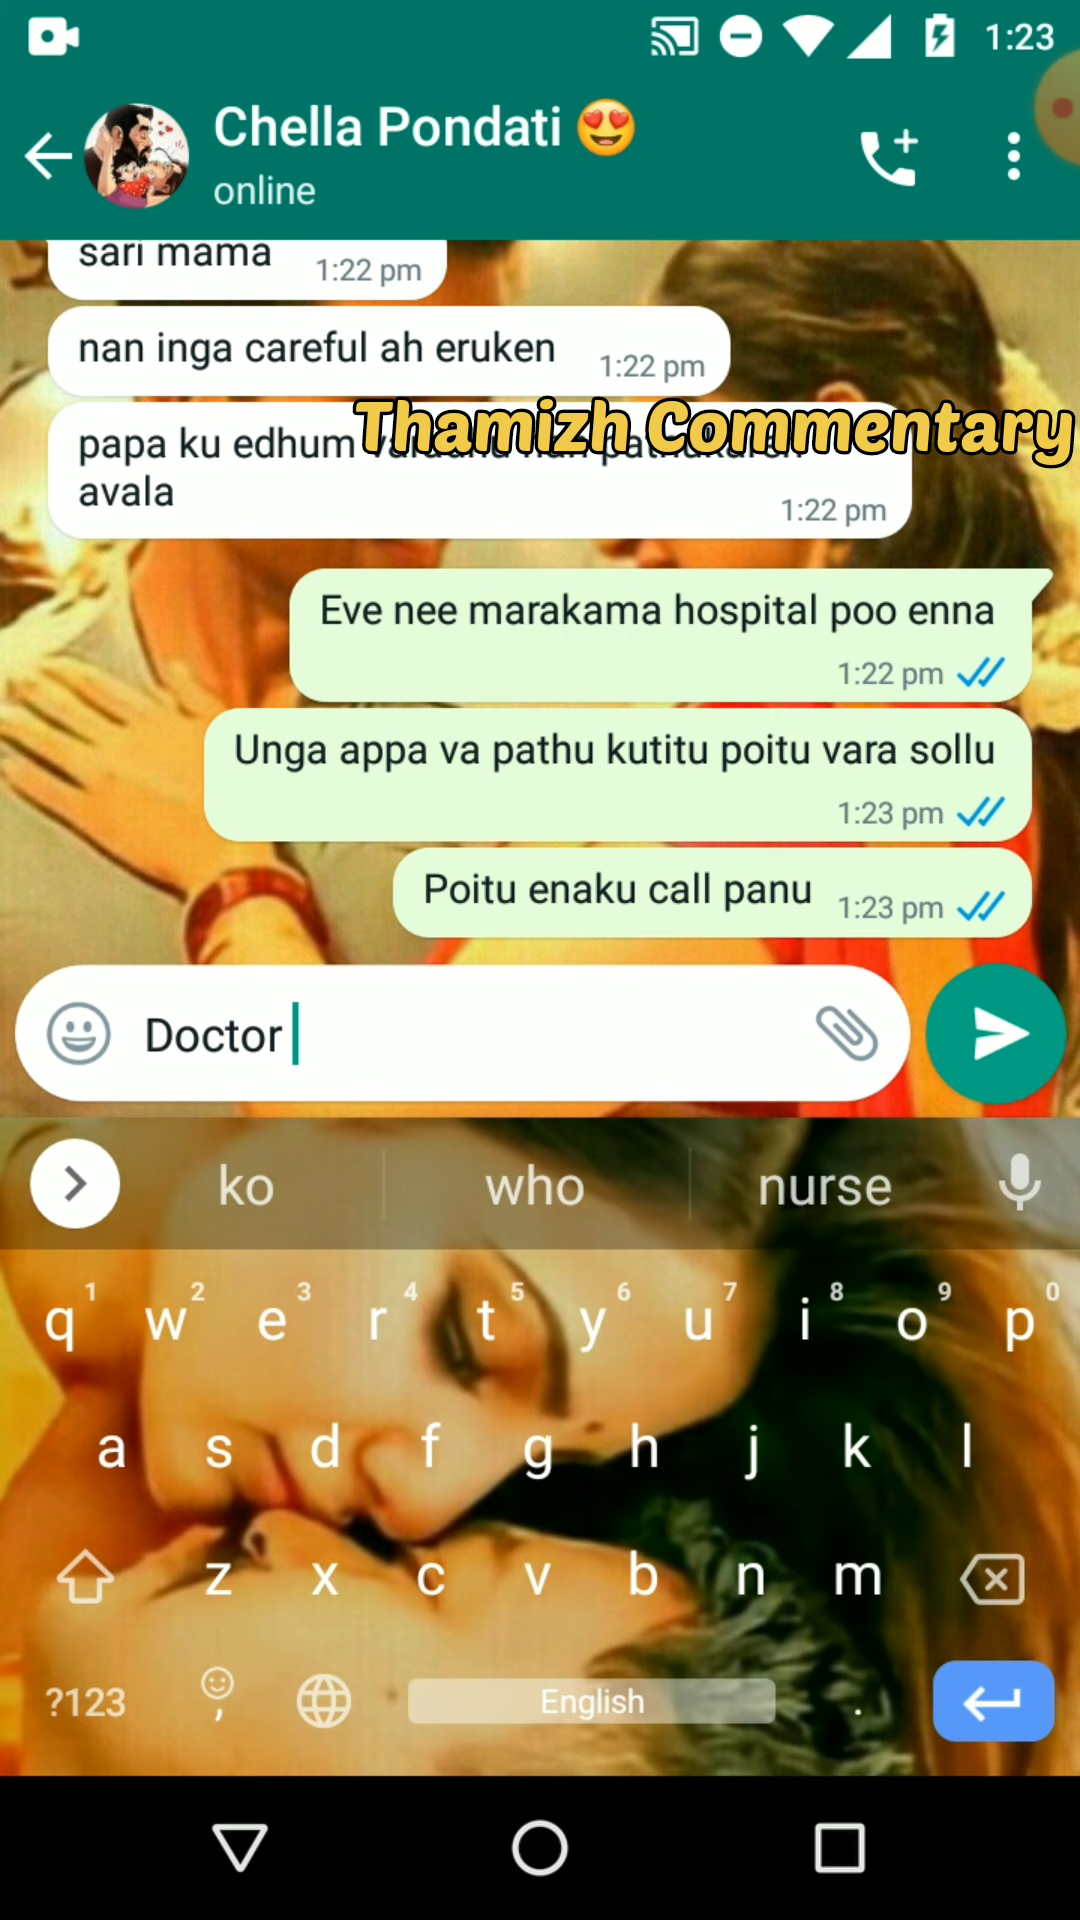 1:23
Chella Pondati 😍
online
sari mama
1:22 pm
nan inga careful ah eruken
1:22 pm
Thamizh Commentary
papa ku edhum
avala
1:22 pm
Eve nee marakama hospital poo enna
1:22 pm
Unga appa va pathu kutitu poitu vara sollu
1:23 pm
Poitu enaku call panu
1:23 pm
Doctor
ko who nurse
1 2 3 4 5 6 7 8 9 0
q w e r t y u i o p
a s d f g h j k l
z x c v b n m
?123 , English .